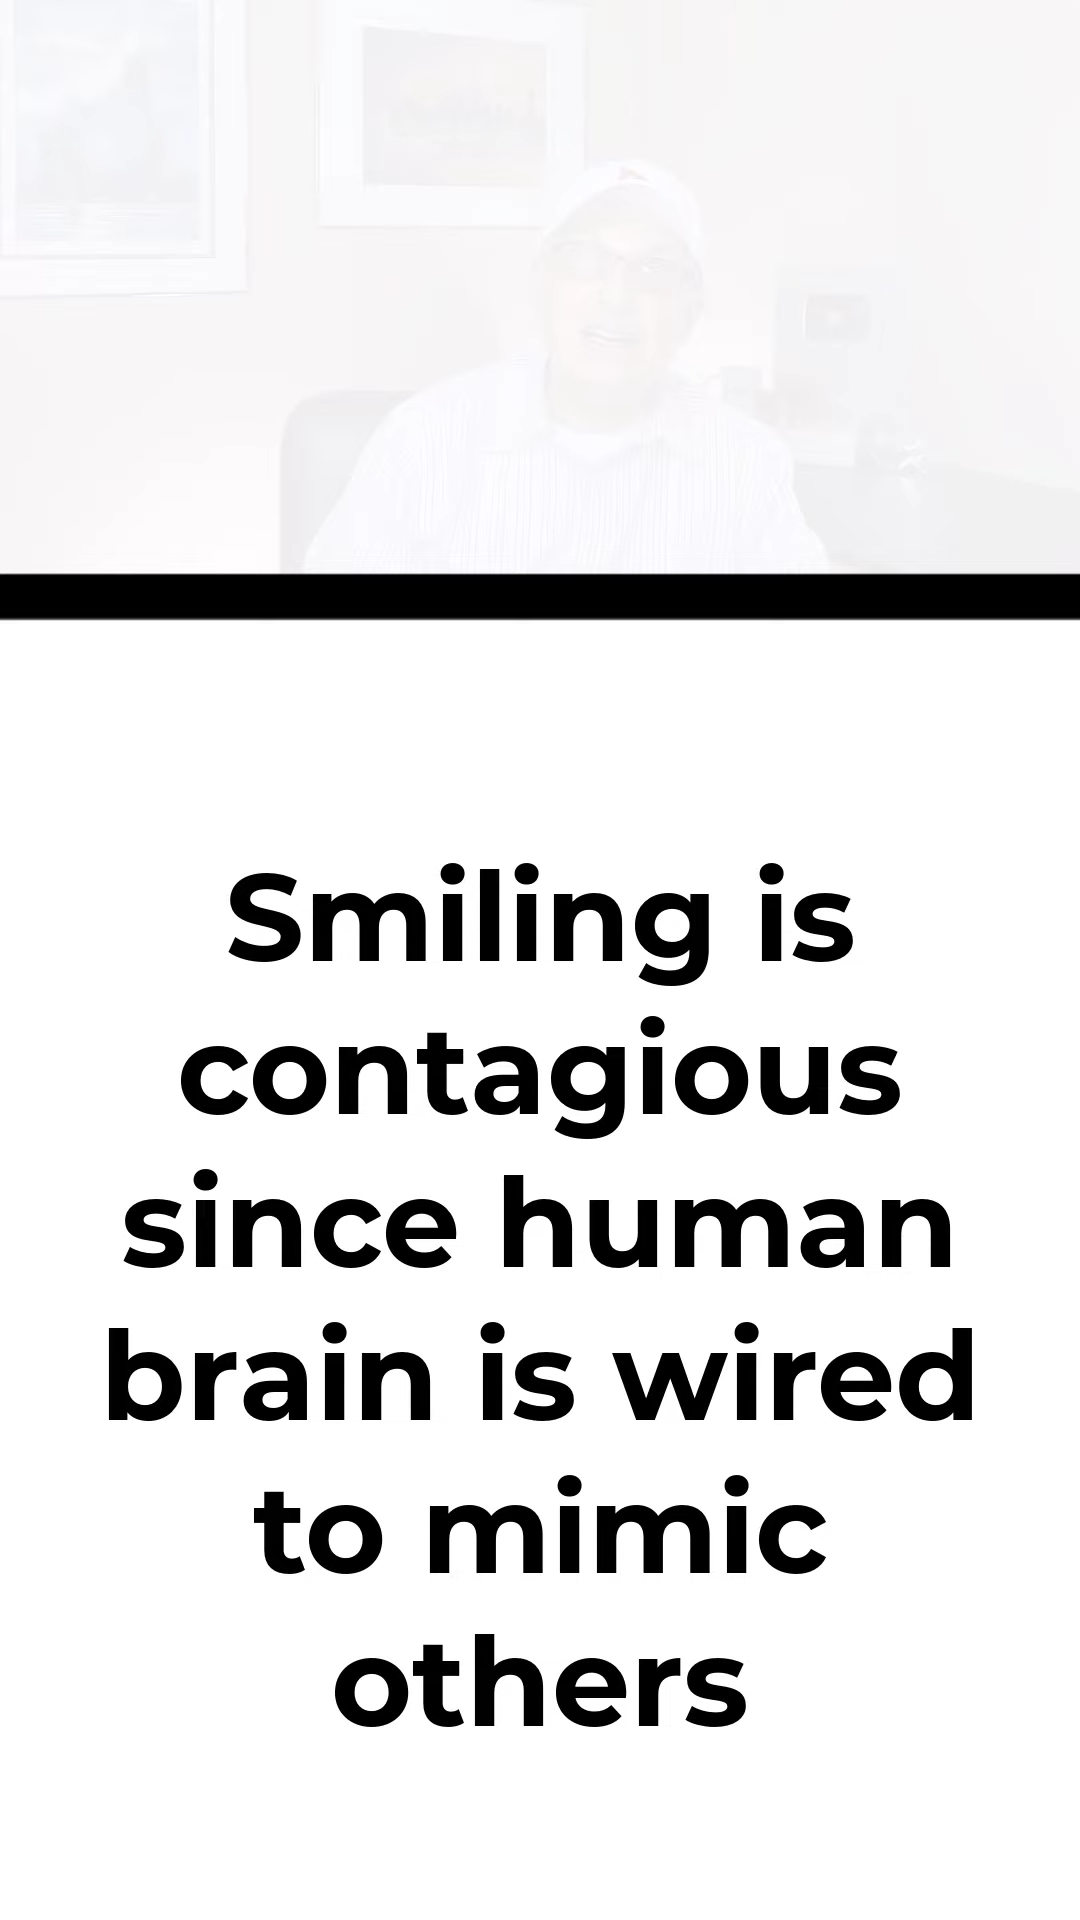 Smiling is
contagious
since human
brain is wired
to mimic
others